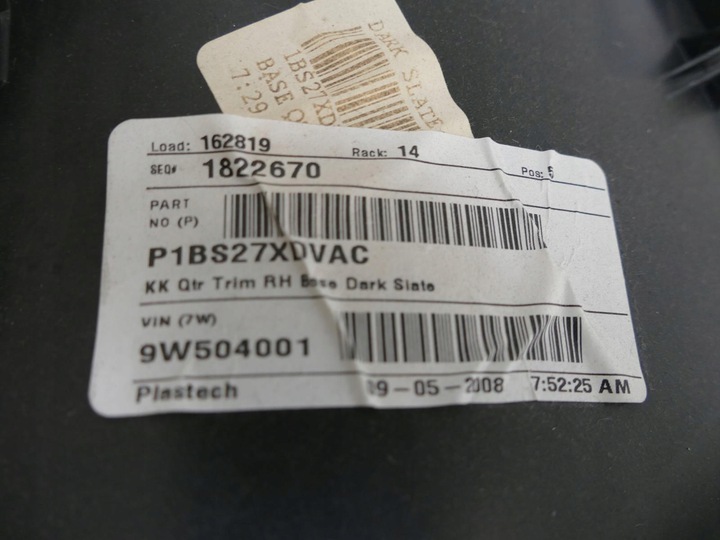 DARK SLATE
1BS27XD
BASE Q
7:29
Load: 162819 Rack: 14 Pos: 5
SEQ# 1822670
PART
NO (P)
P1BS27XDVAC
KK Qtr Trim RH Base Dark Slate
VIN (7W)
9W504001
Plastech 09-05-2008 7:52:25 AM